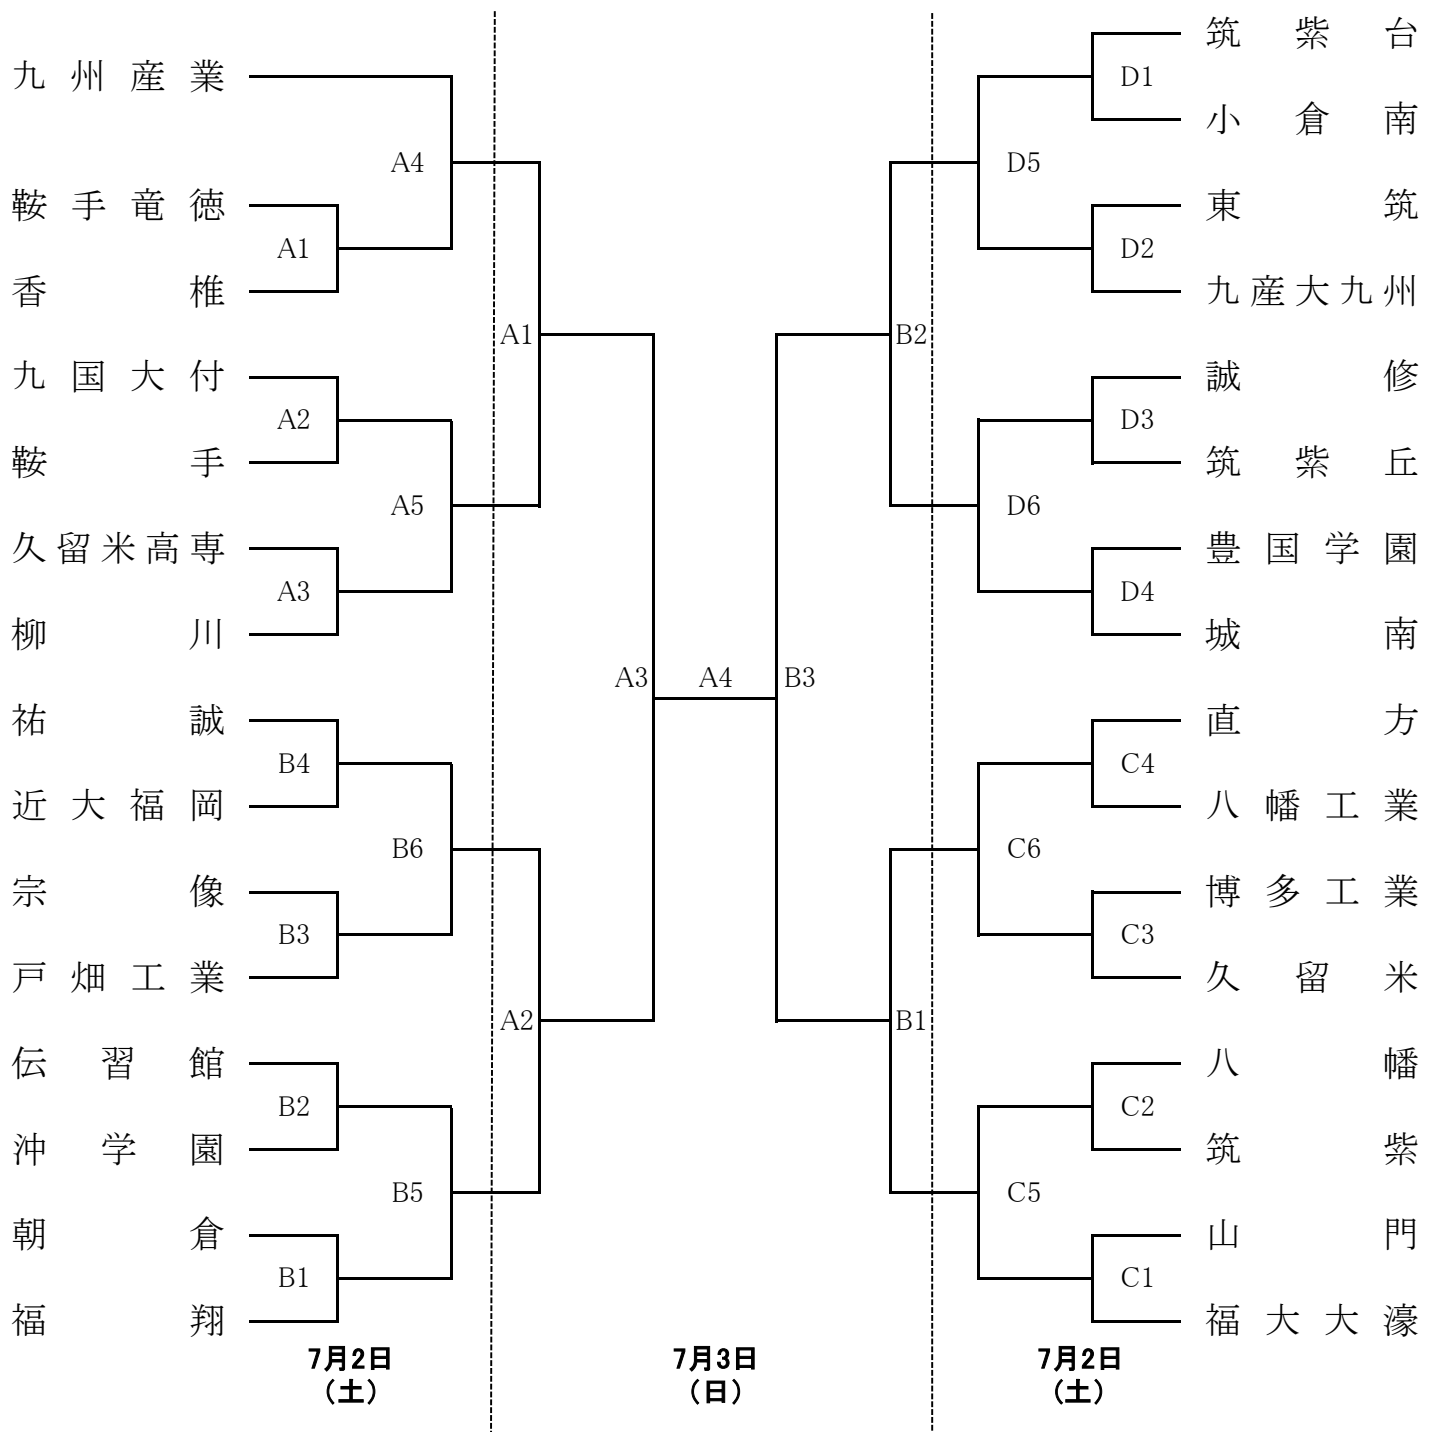 九州産業
A4
鞍手竜徳
A1
香椎
A1
九国大付
A2
鞍手
A5
久留米高専
A3
柳川
A3
祐誠
B4
近大福岡
B6
宗像
B3
戸畑工業
A2
伝習館
B2
沖学園
B5
朝倉
B1
福翔
7月2日
(土)
A4
7月3日
(日)
筑紫台
D1
小倉南
D5
東筑
D2
九産大九州
B2
誠修
D3
筑紫丘
D6
豊国学園
D4
城南
B3
直方
C4
八幡工業
C6
博多工業
C3
久留米
B1
八幡
C2
筑紫
C5
山門
C1
福大大濠
7月2日
(土)